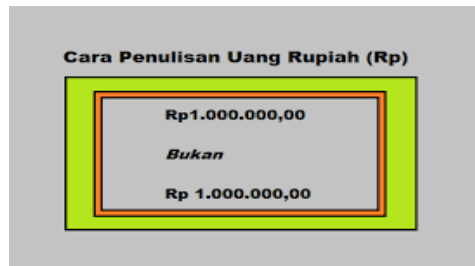 Cara Penulisan Uang Rupiah (Rp)
Rp1.000.000,00
Bukan
Rp 1.000.000,00